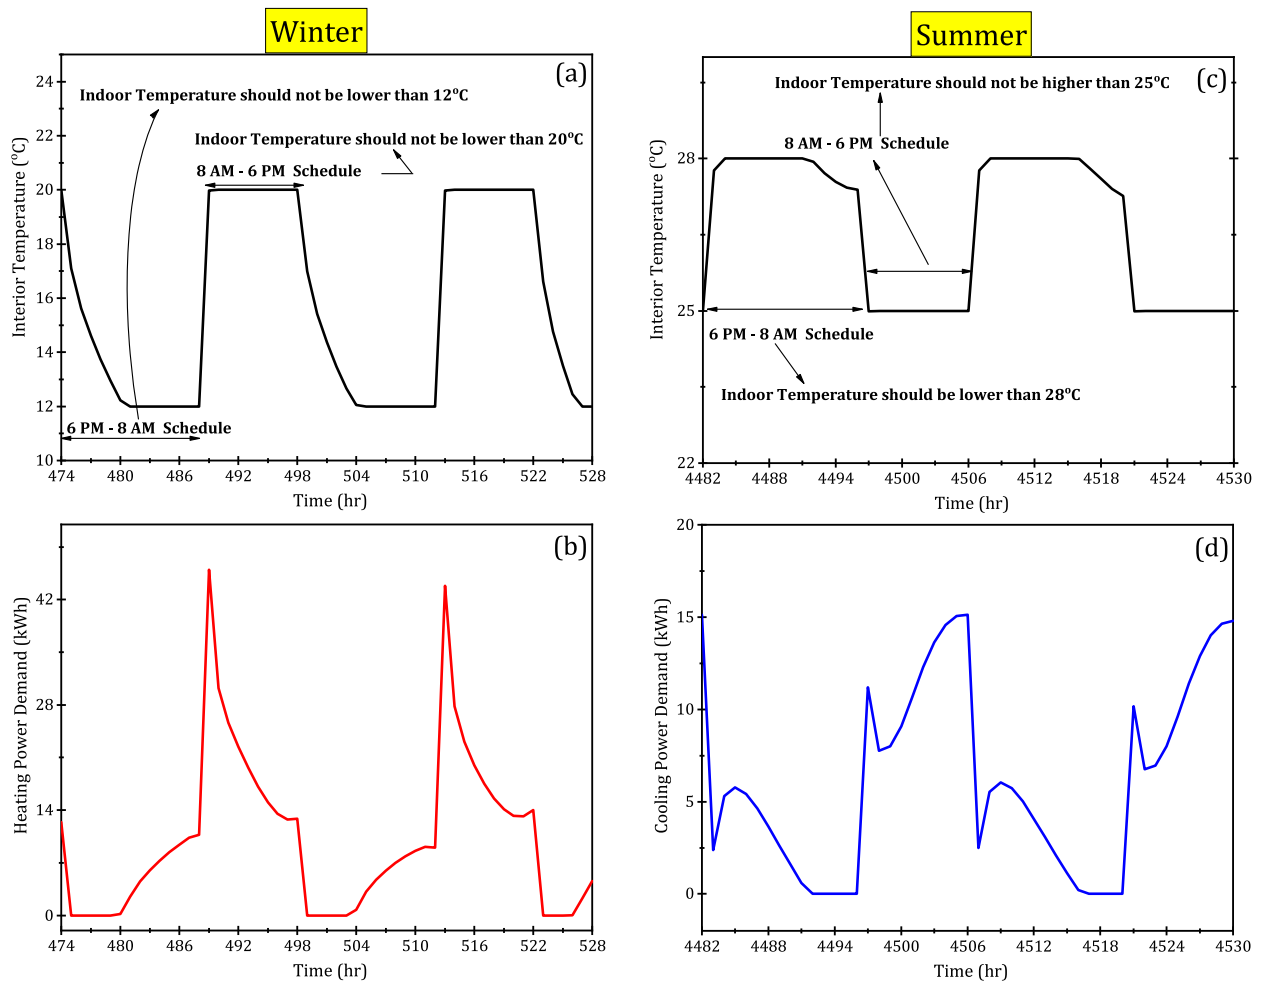 Winter
(a)
Indoor Temperature should not be lower than 12°C
Indoor Temperature should not be lower than 20°C
8 AM - 6 PM Schedule
6 PM - 8 AM Schedule
Interior Temperature (°C)
24
22
20
18
16
14
12
10
474 480 486 492 498 504 510 516 522 528
Time (hr)
Summer
(c)
Indoor Temperature should not be higher than 25°C
8 AM - 6 PM Schedule
6 PM - 8 AM Schedule
Indoor Temperature should be lower than 28°C
Interior Temperature (°C)
28
25
22
4482 4488 4494 4500 4506 4512 4518 4524 4530
Time (hr)
(b)
Heating Power Demand (kWh)
42
28
14
0
474 480 486 492 498 504 510 516 522 528
Time (hr)
(d)
Cooling Power Demand (kWh)
20
15
10
5
0
4482 4488 4494 4500 4506 4512 4518 4524 4530
Time (hr)